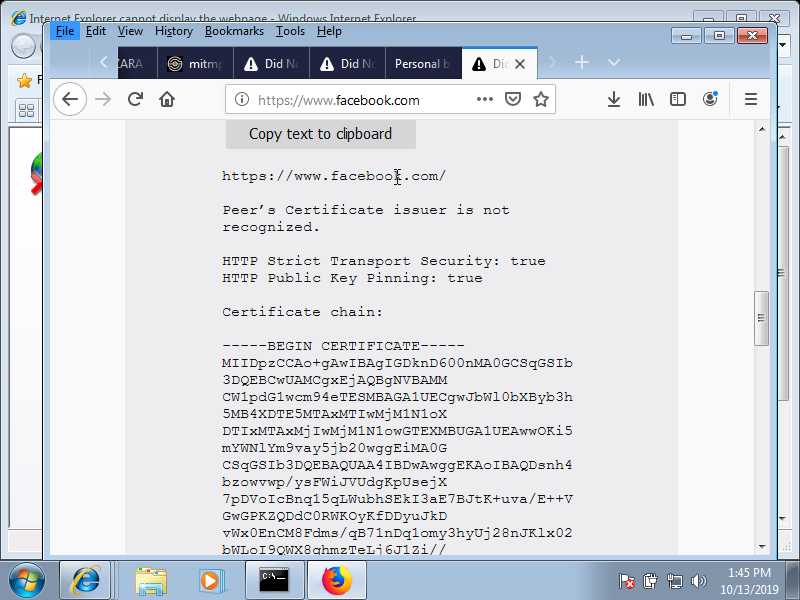 Internet Explorer cannot display the webpage - Windows Internet Explorer
File Edit View History Bookmarks Tools Help
ZARA
mitmp
Did No
Did No
Personal b
Did
https://www.facebook.com
F
Copy text to clipboard
https://www.facebook.com/
Peer’s Certificate issuer is not
recognized.
HTTP Strict Transport Security: true
HTTP Public Key Pinning: true
Certificate chain:
-----BEGIN CERTIFICATE-----
MIIDpzCCAo+gAwIBAgIGDknD600nMA0GCSqGSIb
3DQEBCwUAMCgxEjAQBgNVBAMM
CW1pdG1wcm94eTESMBAGA1UECgwJbWl0bXByb3h
5MB4XDTE5MTAxMTIwMjM1N1oX
DTIxMTAxMjIwMjM1N1owGTEXMBUGA1UEAwwOKi5
mYWNlYm9vay5jb20wggEiMA0G
CSqGSIb3DQEBAQUAA4IBDwAwggEKAoIBAQDsnh4
bzowvwp/ysFWiJVUdgKpUsejX
7pDVoIcBnq15qLWubhSEkI3aE7BJtK+uva/E++V
GwGPKZQDdC0RWKOyKfDDyuJkD
vWx0EnCM8Fdms/qB71nDq1omy3hyUj28nJKlx02
bWLoI9QWX8ghmzTeLj6J1Zi//
1:45 PM
10/13/2019